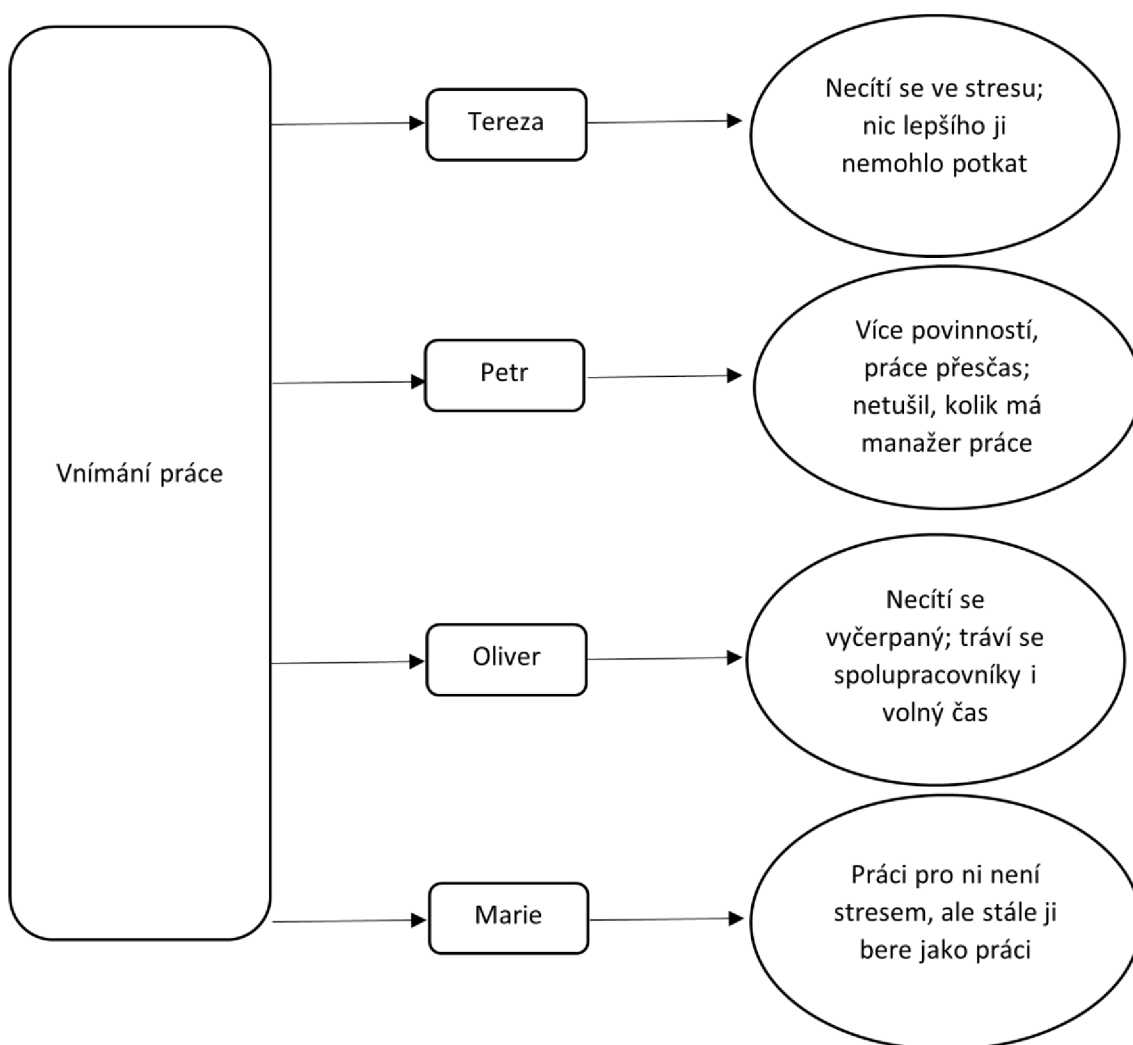 Vnímání práce
Tereza
Necítí se ve stresu;
nic lepšího ji
nemohlo potkat
Petr
Více povinností,
práce přesčas;
netušil, kolik má
manažer práce
Oliver
Necítí se
vyčerpaný; tráví se
spolupracovníky i
volný čas
Marie
Práci pro ni není
stresem, ale stále ji
bere jako práci